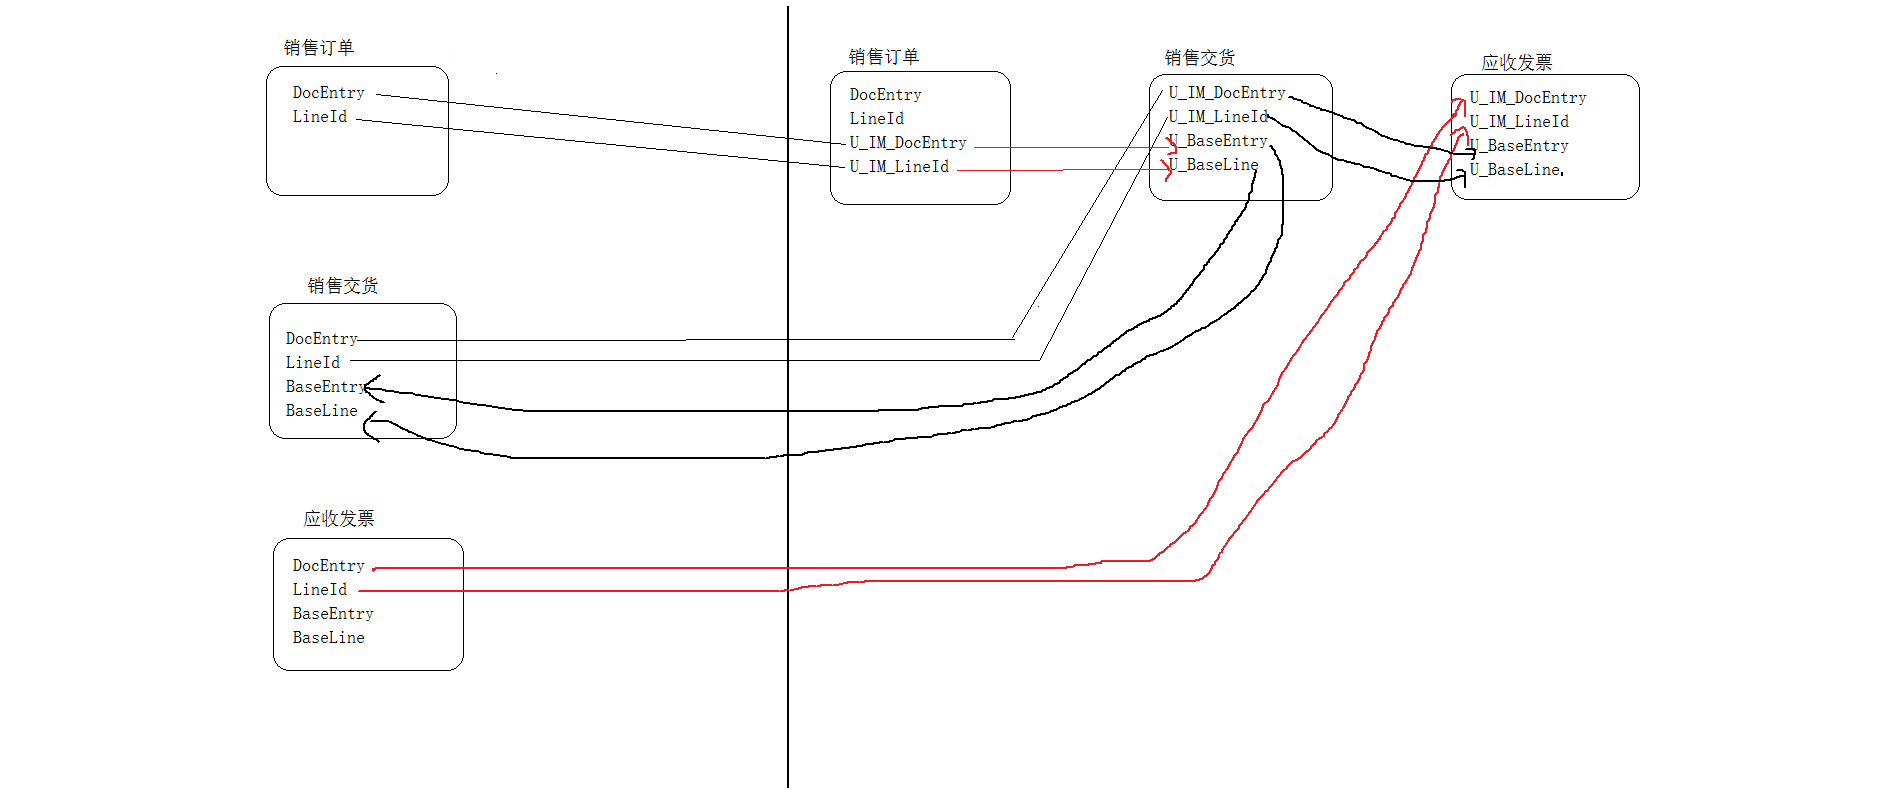 销售订单
DocEntry
LineId
销售交货
DocEntry
LineId
BaseEntry
BaseLine
应收发票
DocEntry
LineId
BaseEntry
BaseLine
销售订单
DocEntry
LineId
U_IM_DocEntry
U_IM_LineId
销售交货
U_IM_DocEntry
U_IM_LineId
U_BaseEntry
U_BaseLine
应收发票
U_IM_DocEntry
U_IM_LineId
U_BaseEntry
U_BaseLine